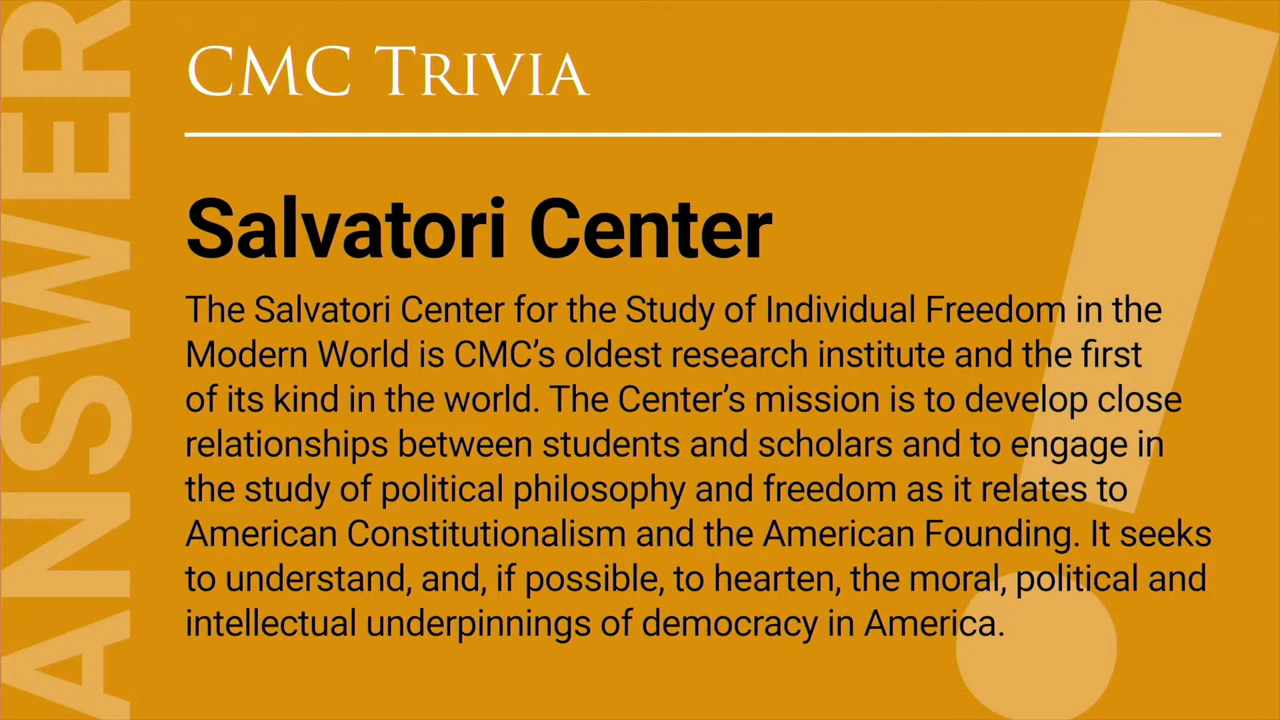 ANSWER
CMC TRIVIA
Salvatori Center
The Salvatori Center for the Study of Individual Freedom in the
Modern World is CMC’s oldest research institute and the first
of its kind in the world. The Center’s mission is to develop close
relationships between students and scholars and to engage in
the study of political philosophy and freedom as it relates to
American Constitutionalism and the American Founding. It seeks
to understand, and, if possible, to hearten, the moral, political and
intellectual underpinnings of democracy in America.
!